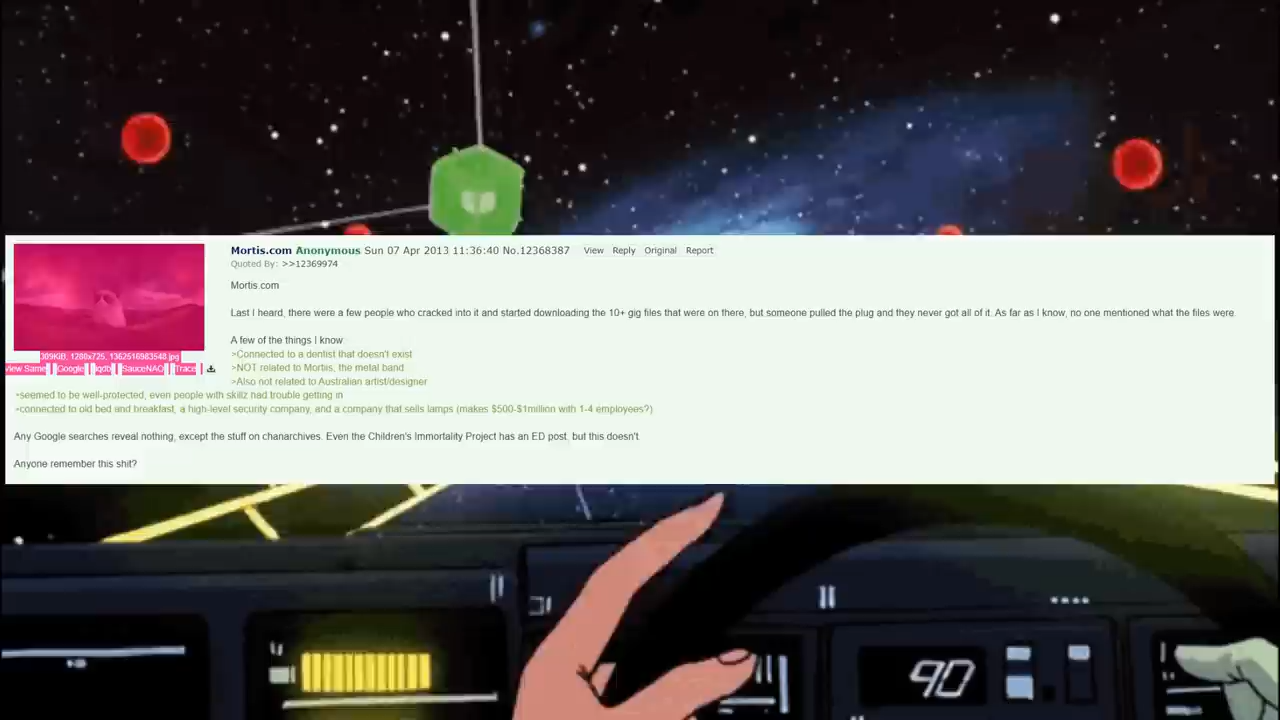 Mortis.com Anonymous Sun 07 Apr 2013 11:36:40 No.12368387 View Reply Original Report
Quoted By: >>12369974
Mortis.com
Last I heard, there were a few people who cracked into it and started downloading the 10+ gig files that were on there, but someone pulled the plug and they never got all of it. As far as I know, no one mentioned what the files were.
A few of the things I know
>Connected to a dentist that doesn't exist
309KiB, 1280x725, 1362516983548.jpg
View Same Google iqdb SauceNAO Trace
>NOT related to Mortiis, the metal band
>Also not related to Australian artist/designer
>seemed to be well-protected, even people with skillz had trouble getting in
>connected to old bed and breakfast, a high-level security company, and a company that sells lamps (makes $500-$1million with 1-4 employees?)
Any Google searches reveal nothing, except the stuff on chanarchives. Even the Children's Immortality Project has an ED post, but this doesn't.
Anyone remember this shit?
90